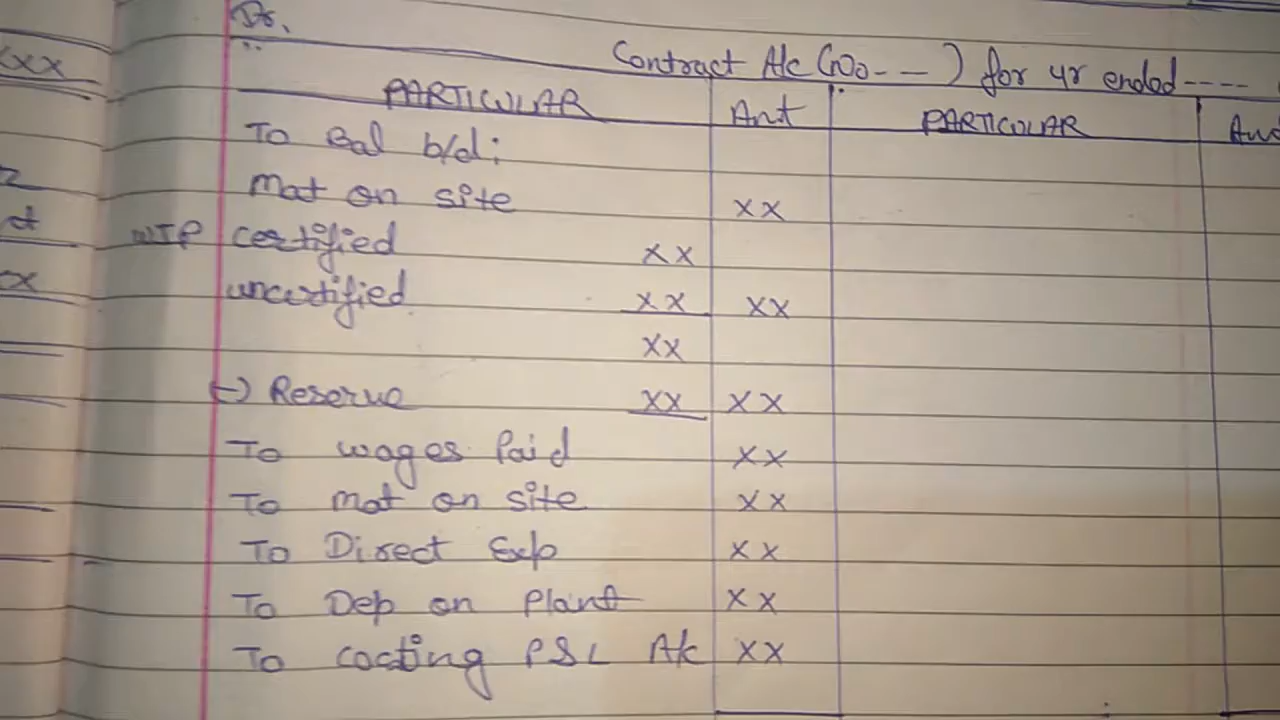 Dr.
Contract A/c (no - - ) for yr ended ----
PARTICULAR Amt PARTICULAR Am
To Bal b/d:
Mat on site xx
WIP certified xx
uncertified xx xx
xx
(-) Reserve xx xx
To wages Paid xx
To mat on site xx
To Direct Exp xx
To Dep on Plant xx
To costing P&L A/c xx
xx
x